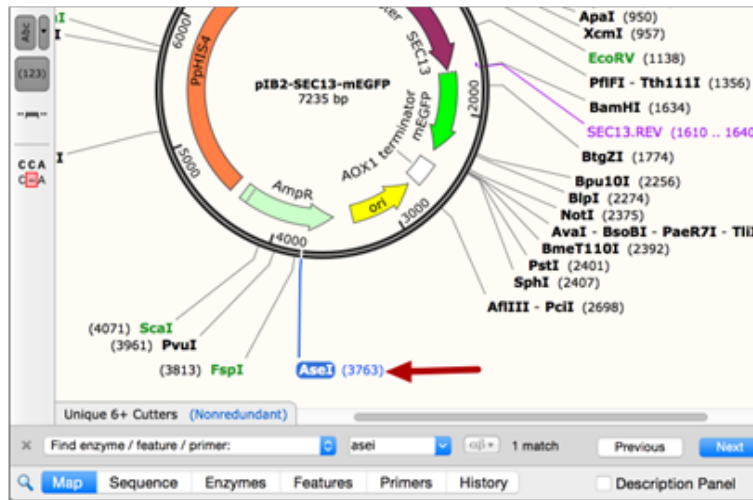 Abc
(123)
CCA
C-A
I
I
I
6000
5000
4000
3000
2000
PpHIS4
SEC13
mEGFP
AOX1 terminator
AmpR
ori
pIB2-SEC13-mEGFP
7235 bp
ApaI (950)
XcmI (957)
EcoRV (1138)
PflFI - Tth111I (1356)
BamHI (1634)
SEC13.REV (1610 .. 1640
BtgZI (1774)
Bpu10I (2256)
BlpI (2274)
NotI (2375)
AvaI - BsoBI - PaeR7I - Tli
BmeT110I (2392)
PstI (2401)
SphI (2407)
AflIII - PciI (2698)
(4071) ScaI
(3961) PvuI
(3813) FspI
AseI (3763)
Unique 6+ Cutters (Nonredundant)
Find enzyme / feature / primer: asei αβ 1 match Previous Next
Map Sequence Enzymes Features Primers History Description Panel